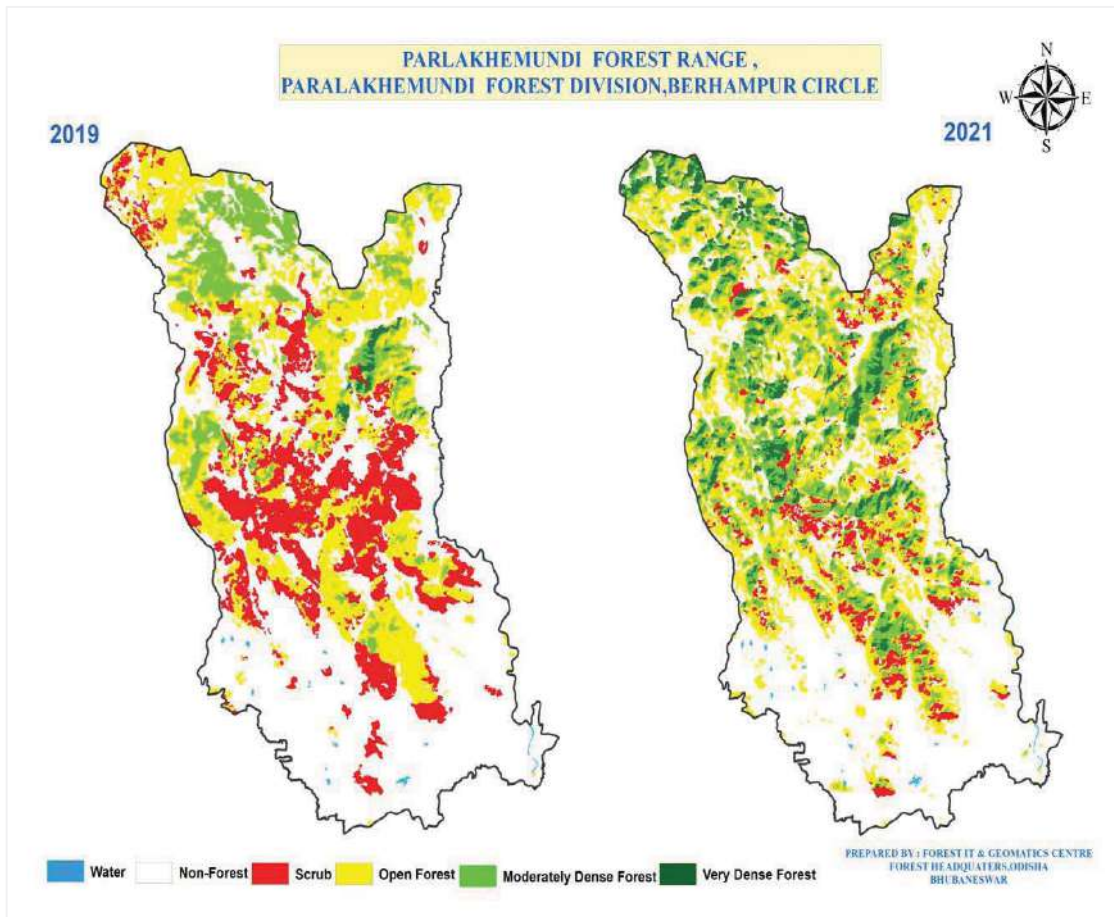 PARLAKHEMUNDI FOREST RANGE ,
PARALAKHEMUNDI FOREST DIVISION,BERHAMPUR CIRCLE
N
W E
S
2019
2021
Water
Non-Forest
Scrub
Open Forest
Moderately Dense Forest
Very Dense Forest
PREPARED BY : FOREST IT & GEOMATICS CENTRE
FOREST HEADQUATERS,ODISHA
BHUBANESWAR